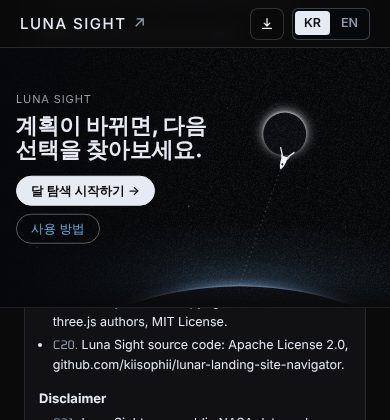 LUNA SIGHT ↗
KR EN
LUNA SIGHT
계획이 바뀌면, 다음
선택을 찾아보세요.
달 탐색 시작하기 →
사용 방법
three.js authors, MIT License.
• C20. Luna Sight source code: Apache License 2.0,
github.com/kiisophii/lunar-landing-site-navigator.
Disclaimer